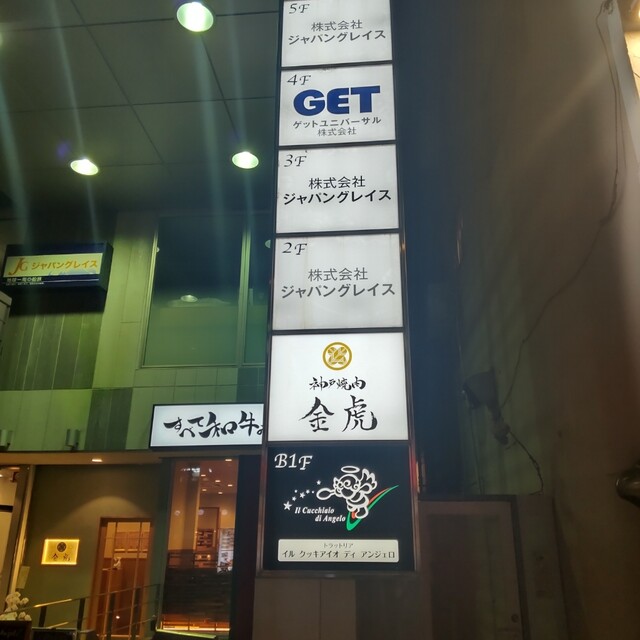 5F
株式会社
ジャパングレイス
4F
GET
ゲットユニバーサル
株式会社
3F
株式会社
ジャパングレイス
2F
株式会社
ジャパングレイス
JG ジャパングレイス
神戸焼肉
金虎
すべて和牛
B1F
Il Cucchiaio
di Angelo
トラットリア
イル クッキアイオ ディ アンジェロ
金虎